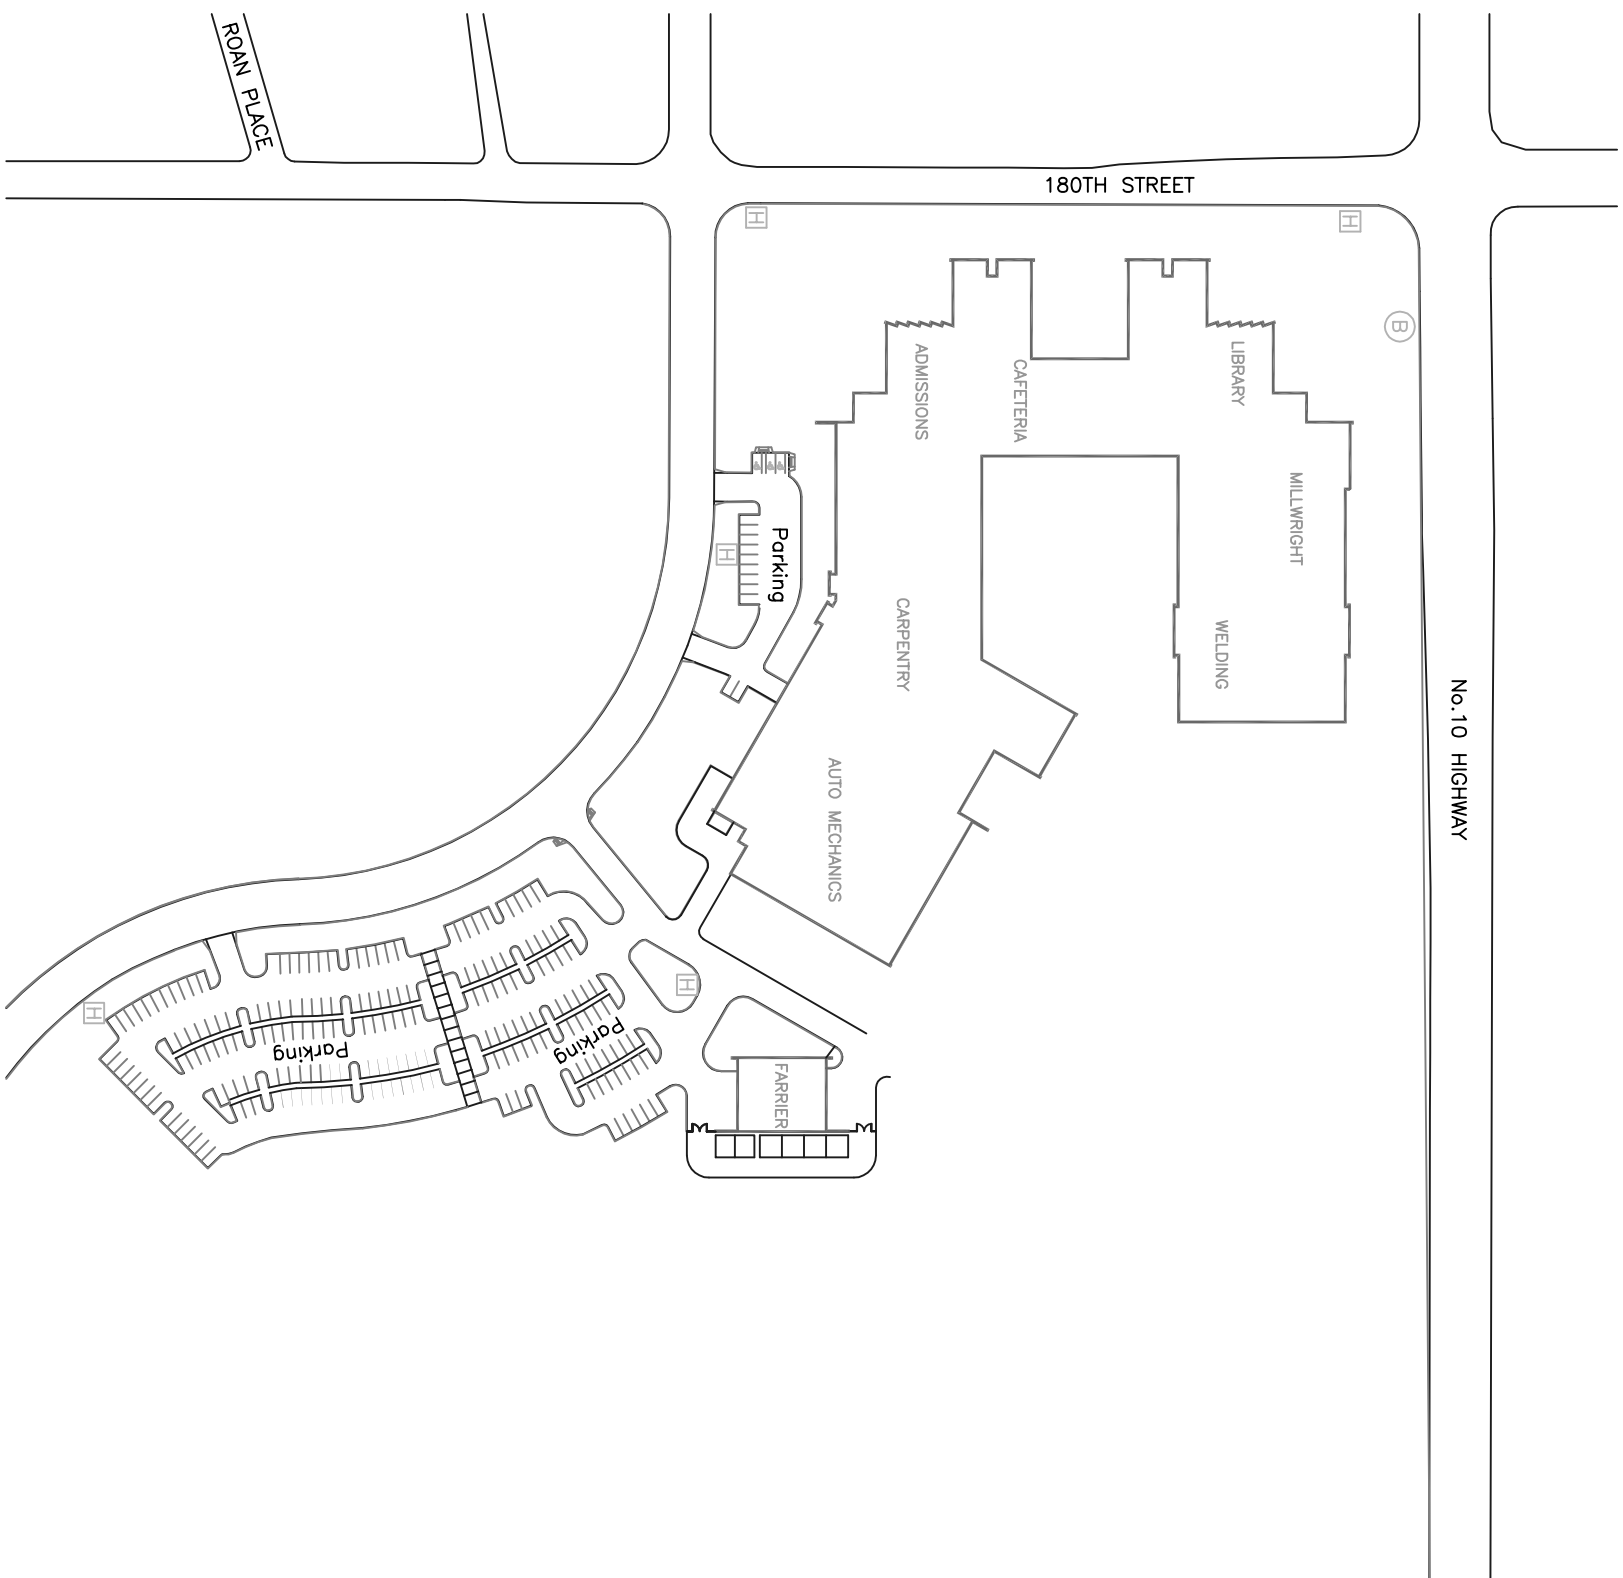 ROAN PLACE
180TH STREET
H
H
B
ADMISSIONS
CAFETERIA
LIBRARY
MILLWRIGHT
Parking
H
CARPENTRY
WELDING
No.10 HIGHWAY
AUTO MECHANICS
H
H
Parking
Parking
FARRIER